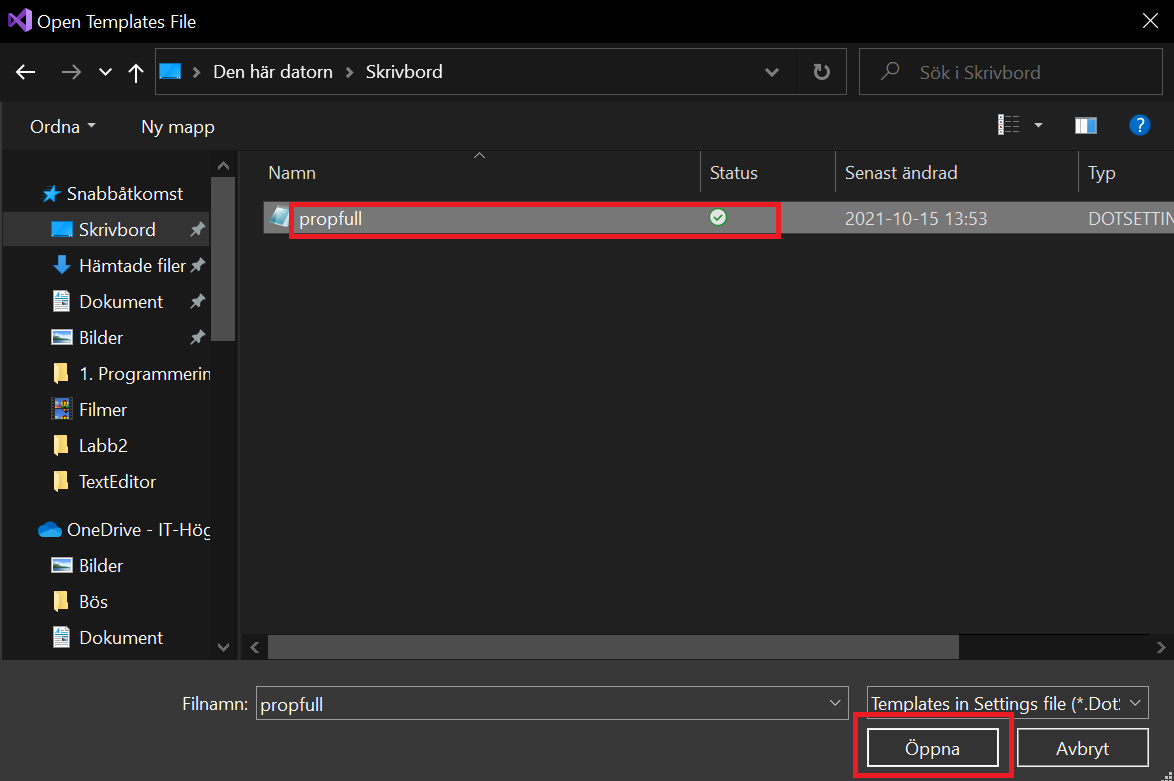 Open Templates File
Den här datorn Skrivbord
Sök i Skrivbord
Ordna
Ny mapp
?
Namn Status Senast ändrad Typ
propfull 2021-10-15 13:53 DOTSETTIN
Snabbåtkomst
Skrivbord
Hämtade filer
Dokument
Bilder
1. Programmerin
Filmer
Labb2
TextEditor
OneDrive - IT-Hög
Bilder
Bös
Dokument
Filnamn: propfull
Templates in Settings file (*.DotS
Öppna Avbryt